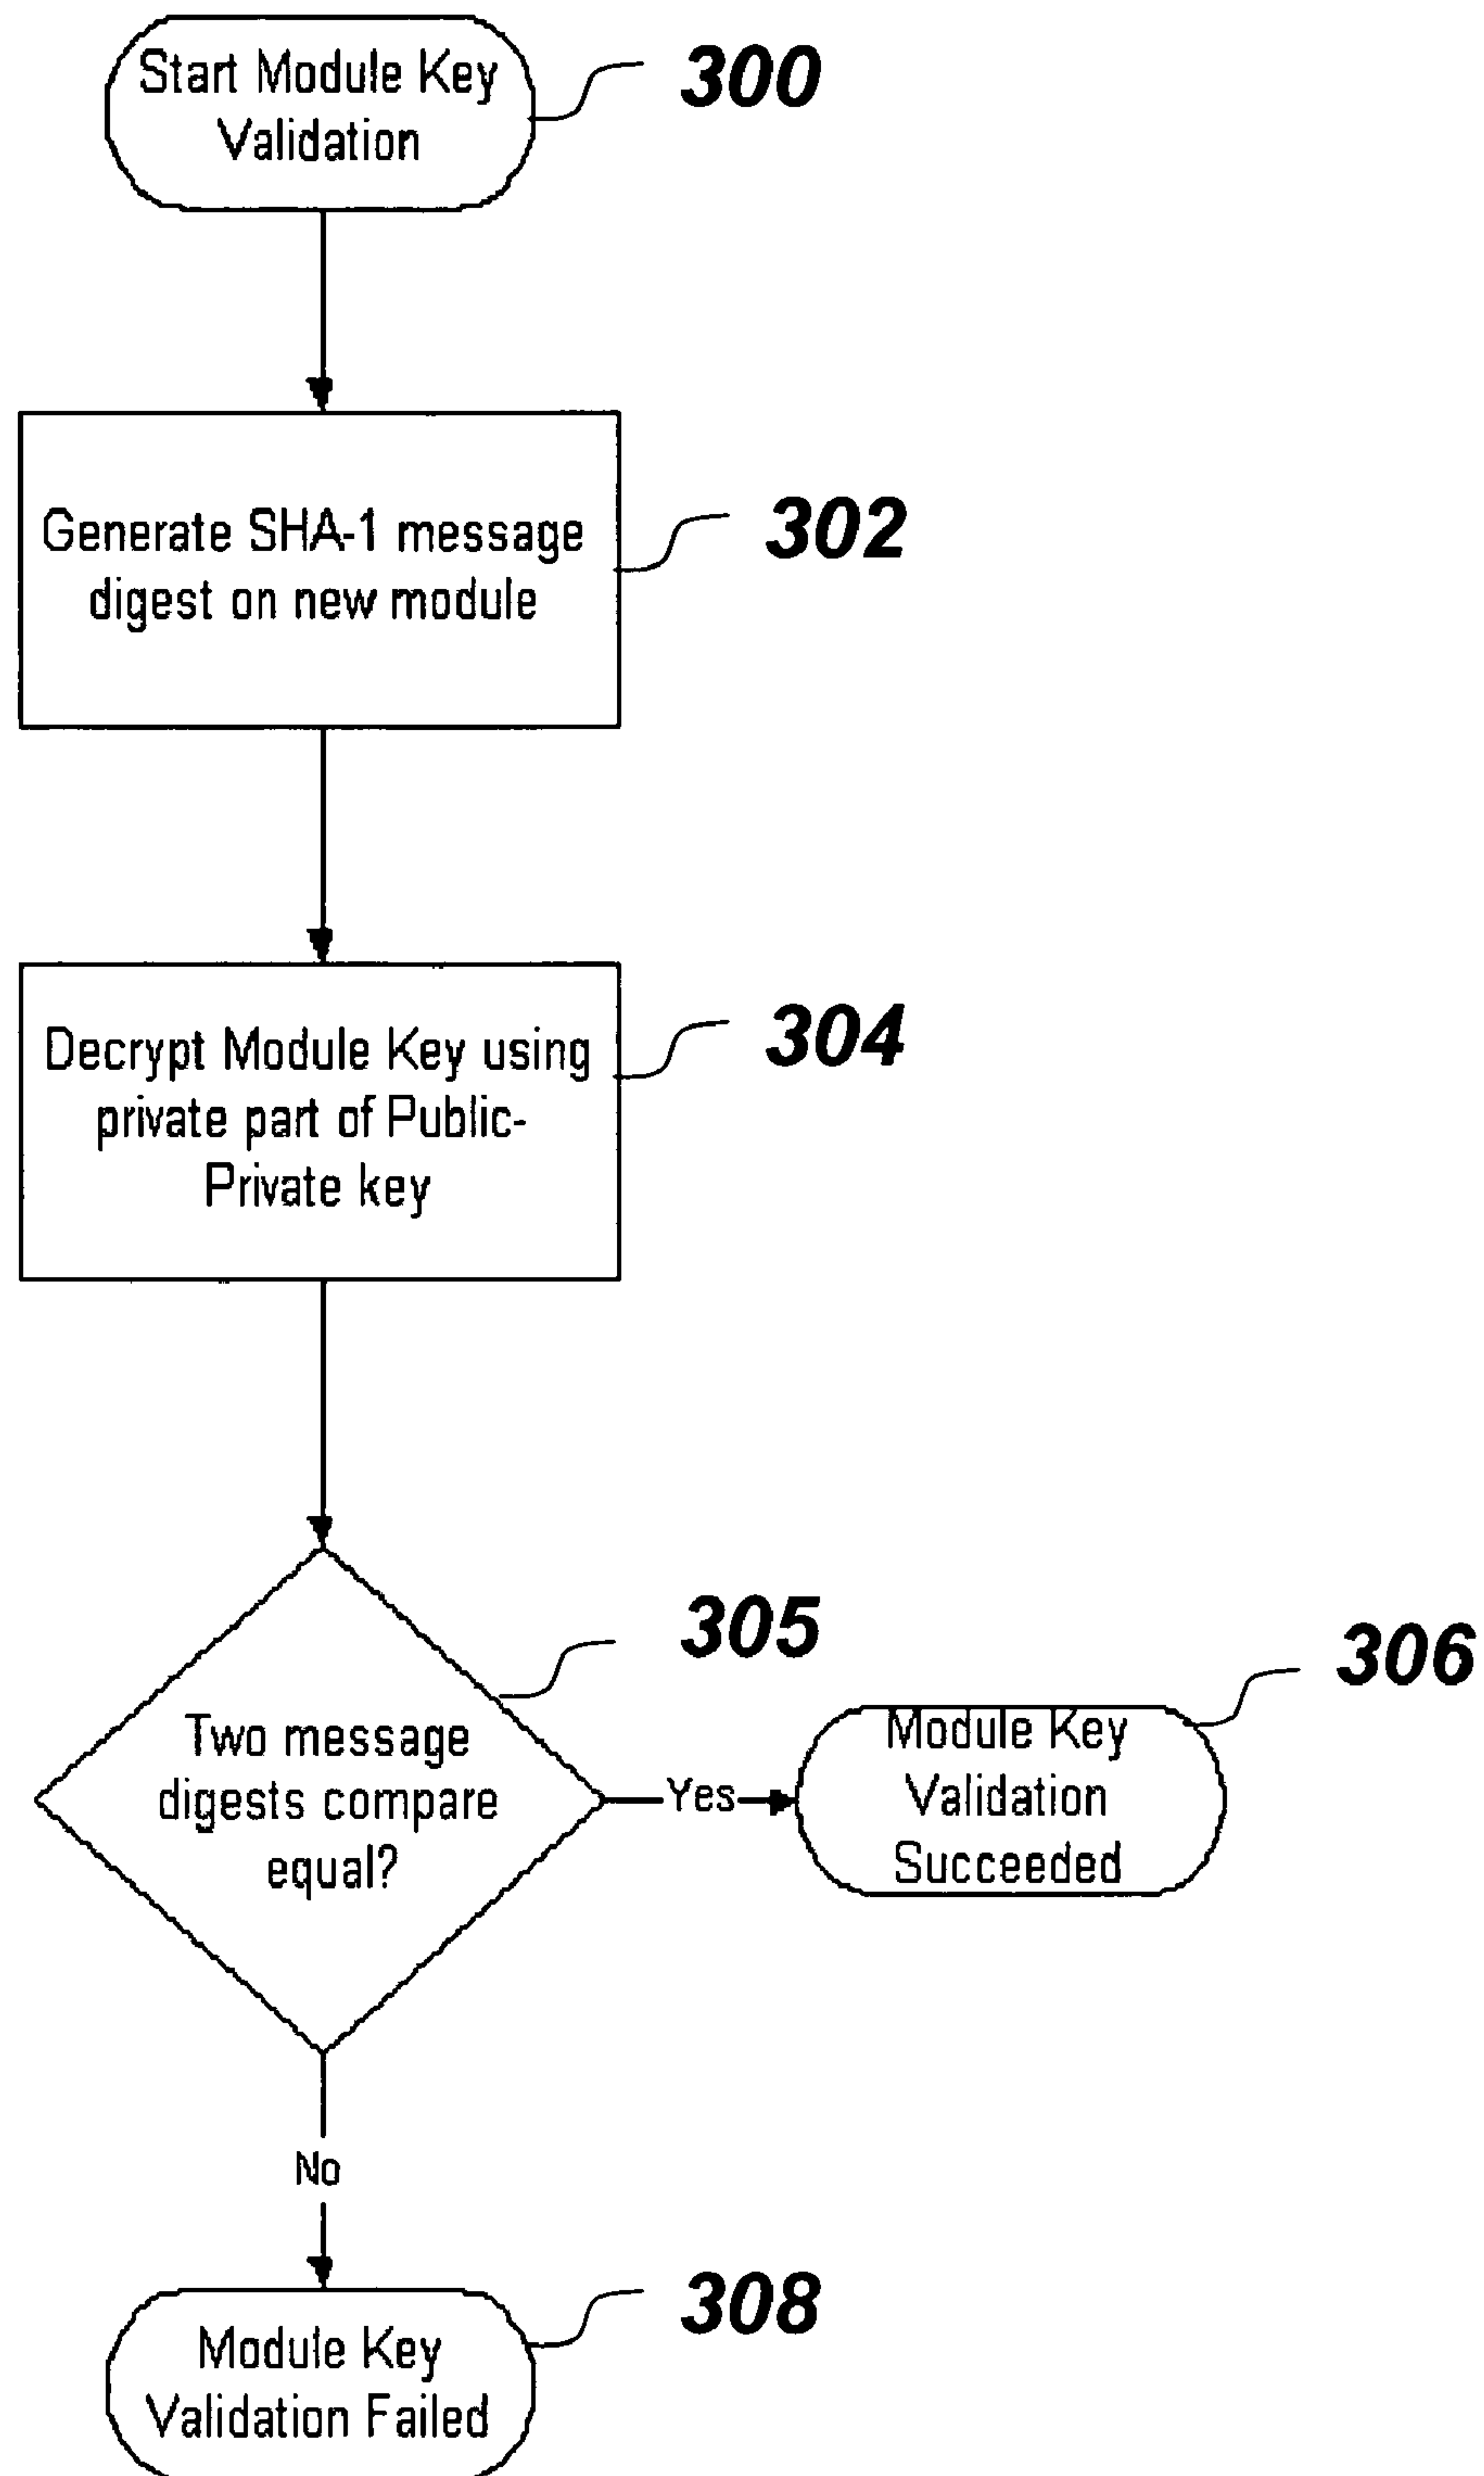 Start Module Key
Validation
300
Generate SHA-1 message
digest on new module
302
Decrypt Module Key using
private part of Public-
Private key
304
Two message
digests compare
equal?
305
Yes
Module Key
Validation
Succeeded
306
No
Module Key
Validation Failed
308